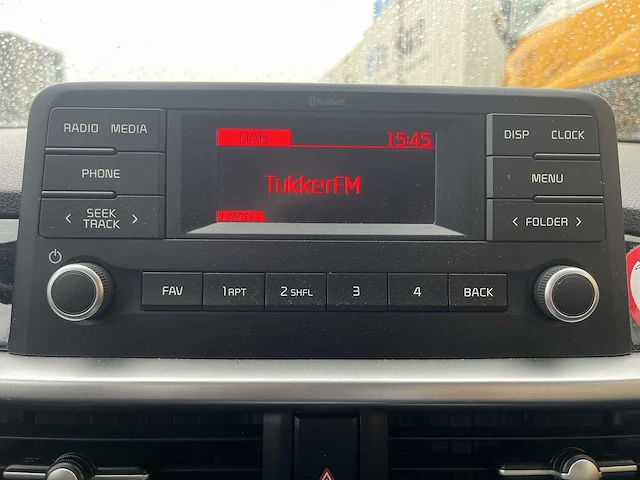 Bluetooth
RADIO MEDIA
PHONE
< SEEK >
TRACK
DAB 15:45
TukkerFM
DISP CLOCK
MENU
< FOLDER >
FAV 1 RPT 2 SHFL 3 4 BACK